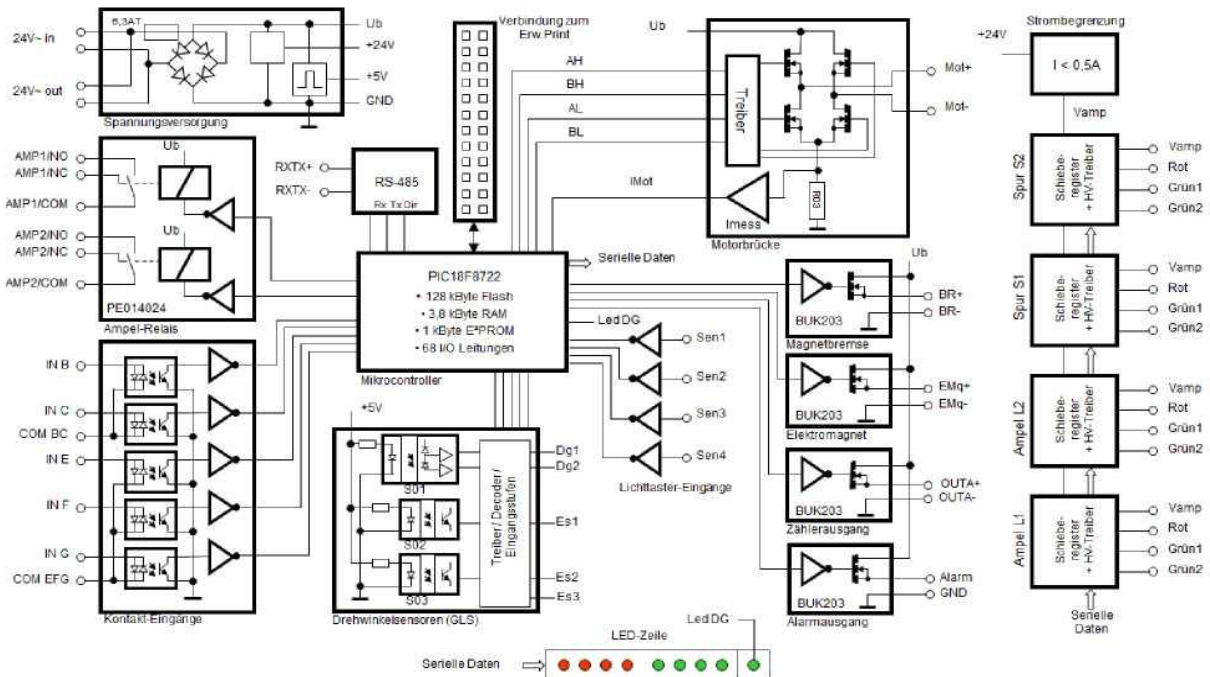 6,3AT
24V~ in
24V~ out
Ub
+24V
+5V
GND
Spannungsversorgung
Verbindung zum
Erw.Print
Ub
AH
BH
AL
BL
Treiber
Mot+
Mot-
IMot
Imess
R03
Motorbrücke
Strombegrenzung
+24V
I < 0,5A
Vamp
AMP1/NO
AMP1/NC
AMP1/COM
AMP2/NO
AMP2/NC
AMP2/COM
Ub
Ub
PE014024
Ampel-Relais
RXTX+
RXTX-
RS-485
Rx Tx Dir
PIC18F8722
• 128 kByte Flash
• 3,8 kByte RAM
• 1 kByte E²PROM
• 68 I/O Leitungen
Mikrocontroller
Serielle Daten
Led DG
Sen1
Sen2
Sen3
Sen4
Lichttaster-Eingänge
IN B
IN C
COM BC
IN E
IN F
IN G
COM EFG
Kontakt-Eingänge
+5V
S01
S02
S03
Treiber / Decoder /
Eingangsstufen
Dg1
Dg2
Es1
Es2
Es3
Drehwinkelsensoren (GLS)
Ub
BUK203
BR+
BR-
Magnetbremse
BUK203
EMq+
EMq-
Elektromagnet
BUK203
OUTA+
OUTA-
Zählerausgang
BUK203
Alarm
GND
Alarmausgang
Spur S2
Schiebe-
register
+ HV-Treiber
Vamp
Rot
Grün1
Grün2
Spur S1
Schiebe-
register
+ HV-Treiber
Vamp
Rot
Grün1
Grün2
Ampel L2
Schiebe-
register
+ HV-Treiber
Vamp
Rot
Grün1
Grün2
Ampel L1
Schiebe-
register
+ HV-Treiber
Vamp
Rot
Grün1
Grün2
Serielle
Daten
Led DG
LED-Zeile
Serielle Daten